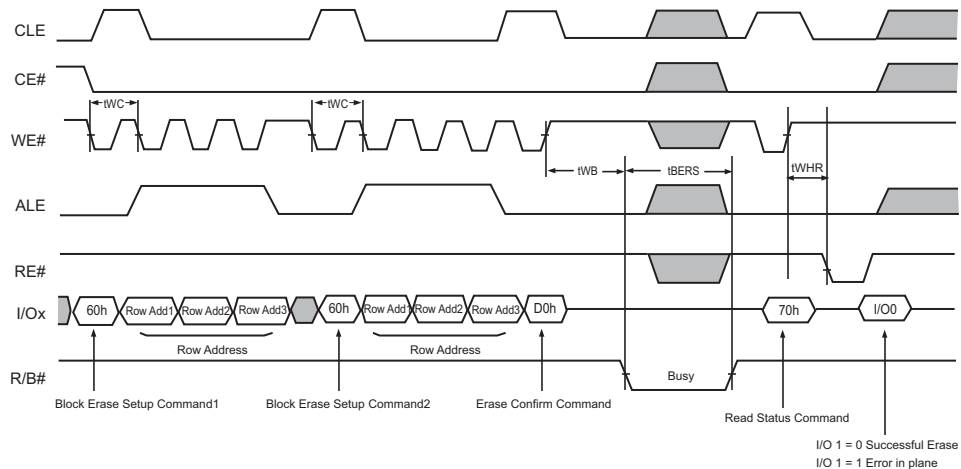 CLE
CE#
tWC
tWC
WE#
tWB
tBERS
tWHR
ALE
RE#
I/Ox
60h
Row Add1
Row Add2
Row Add3
60h
Row Add1
Row Add2
Row Add3
D0h
70h
I/O0
Row Address
Row Address
R/B#
Busy
Block Erase Setup Command1
Block Erase Setup Command2
Erase Confirm Command
Read Status Command
I/O 1 = 0 Successful Erase
I/O 1 = 1 Error in plane